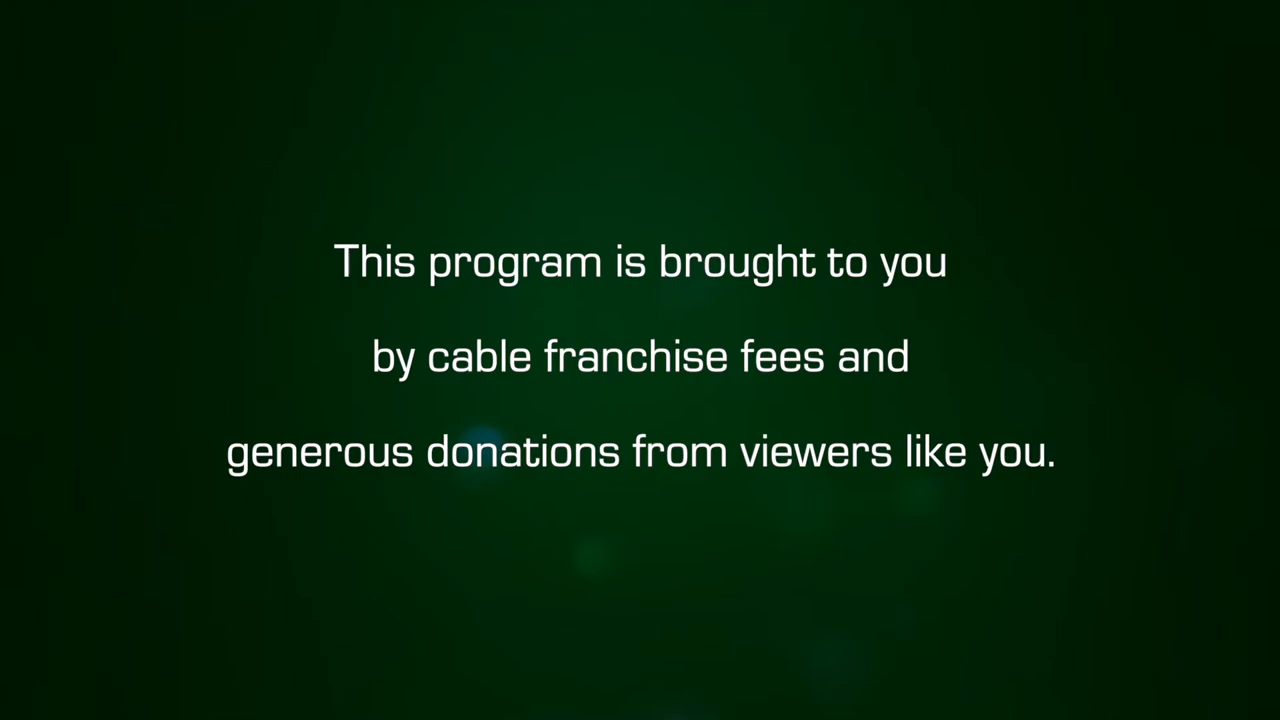 This program is brought to you
by cable franchise fees and
generous donations from viewers like you.